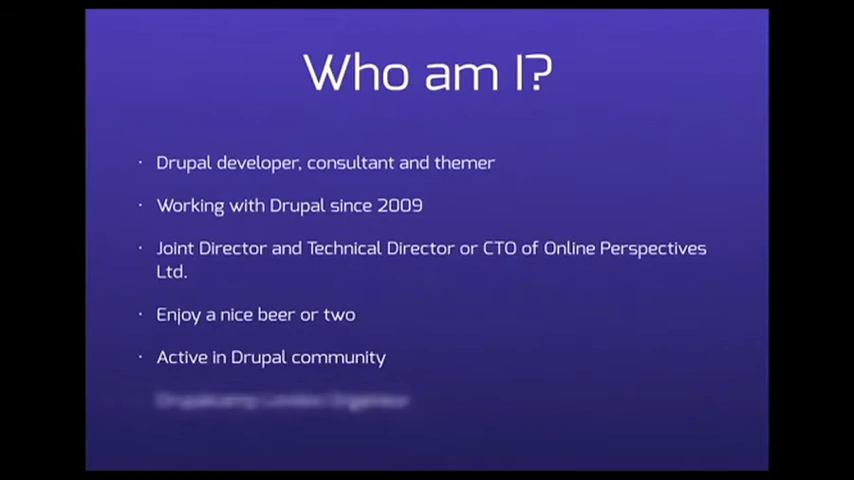 Who am I?
· Drupal developer, consultant and themer
· Working with Drupal since 2009
· Joint Director and Technical Director or CTO of Online Perspectives
Ltd.
· Enjoy a nice beer or two
· Active in Drupal community